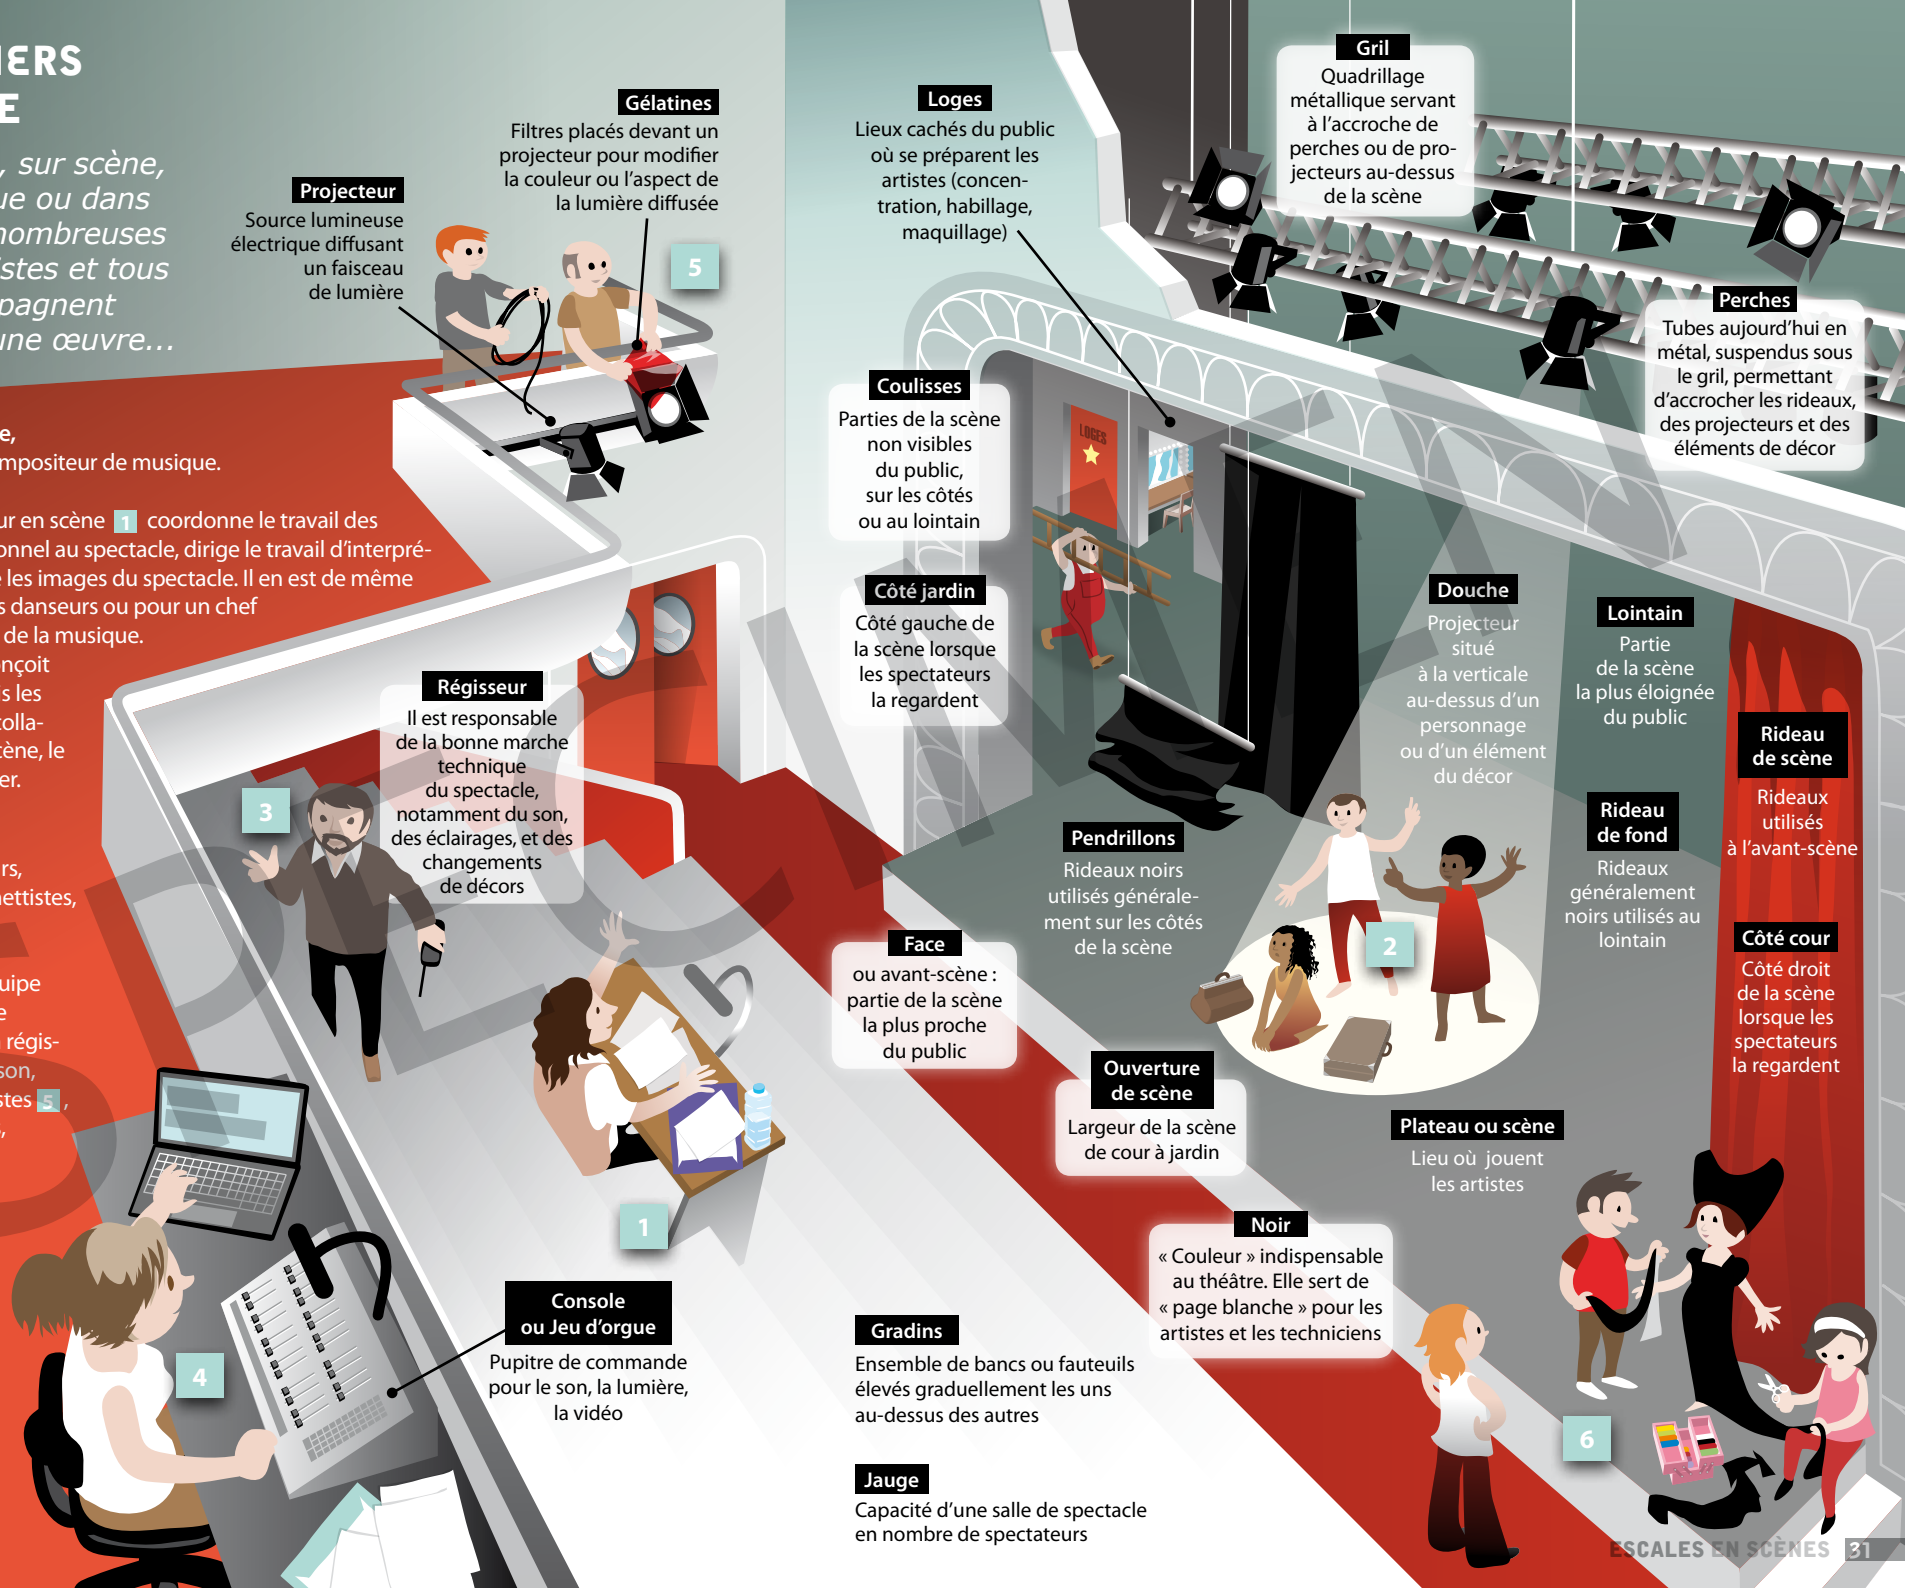 IERS
E
, sur scène,
ue ou dans
nombreuses
istes et tous
pagnent
une œuvre...
e,
mpositeur de musique.
ur en scène 1 coordonne le travail des
onnel au spectacle, dirige le travail d'interpré-
e les images du spectacle. Il en est de même
s danseurs ou pour un chef
de la musique.
onçoit
s les
colla-
cène, le
er.
rs,
nettistes,
uipe
e
régis-
son,
stes 5 ,
,
Projecteur
Source lumineuse
électrique diffusant
un faisceau
de lumière
Gélatines
Filtres placés devant un
projecteur pour modifier
la couleur ou l'aspect de
la lumière diffusée
5
Régisseur
Il est responsable
de la bonne marche
technique
du spectacle,
notamment du son,
des éclairages, et des
changements
de décors
3
1
4
Console
ou Jeu d'orgue
Pupitre de commande
pour le son, la lumière,
la vidéo
Loges
Lieux cachés du public
où se préparent les
artistes (concen-
tration, habillage,
maquillage)
Gril
Quadrillage
métallique servant
à l'accroche de
perches ou de pro-
jecteurs au-dessus
de la scène
Perches
Tubes aujourd'hui en
métal, suspendus sous
le gril, permettant
d'accrocher les rideaux,
des projecteurs et des
éléments de décor
Coulisses
Parties de la scène
non visibles
du public,
sur les côtés
ou au lointain
LOGES
Côté jardin
Côté gauche de
la scène lorsque
les spectateurs
la regardent
Douche
Projecteur
situé
à la verticale
au-dessus d'un
personnage
ou d'un élément
du décor
Lointain
Partie
de la scène
la plus éloignée
du public
Rideau
de scène
Rideaux
utilisés
à l'avant-scène
Pendrillons
Rideaux noirs
utilisés générale-
ment sur les côtés
de la scène
Rideau
de fond
Rideaux
généralement
noirs utilisés au
lointain
2
Côté cour
Côté droit
de la scène
lorsque les
spectateurs
la regardent
Face
ou avant-scène :
partie de la scène
la plus proche
du public
Ouverture
de scène
Largeur de la scène
de cour à jardin
Plateau ou scène
Lieu où jouent
les artistes
Noir
« Couleur » indispensable
au théâtre. Elle sert de
« page blanche » pour les
artistes et les techniciens
Gradins
Ensemble de bancs ou fauteuils
élevés graduellement les uns
au-dessus des autres
Jauge
Capacité d'une salle de spectacle
en nombre de spectateurs
6
ESCALES EN SCÈNES 31
SPECIMEN